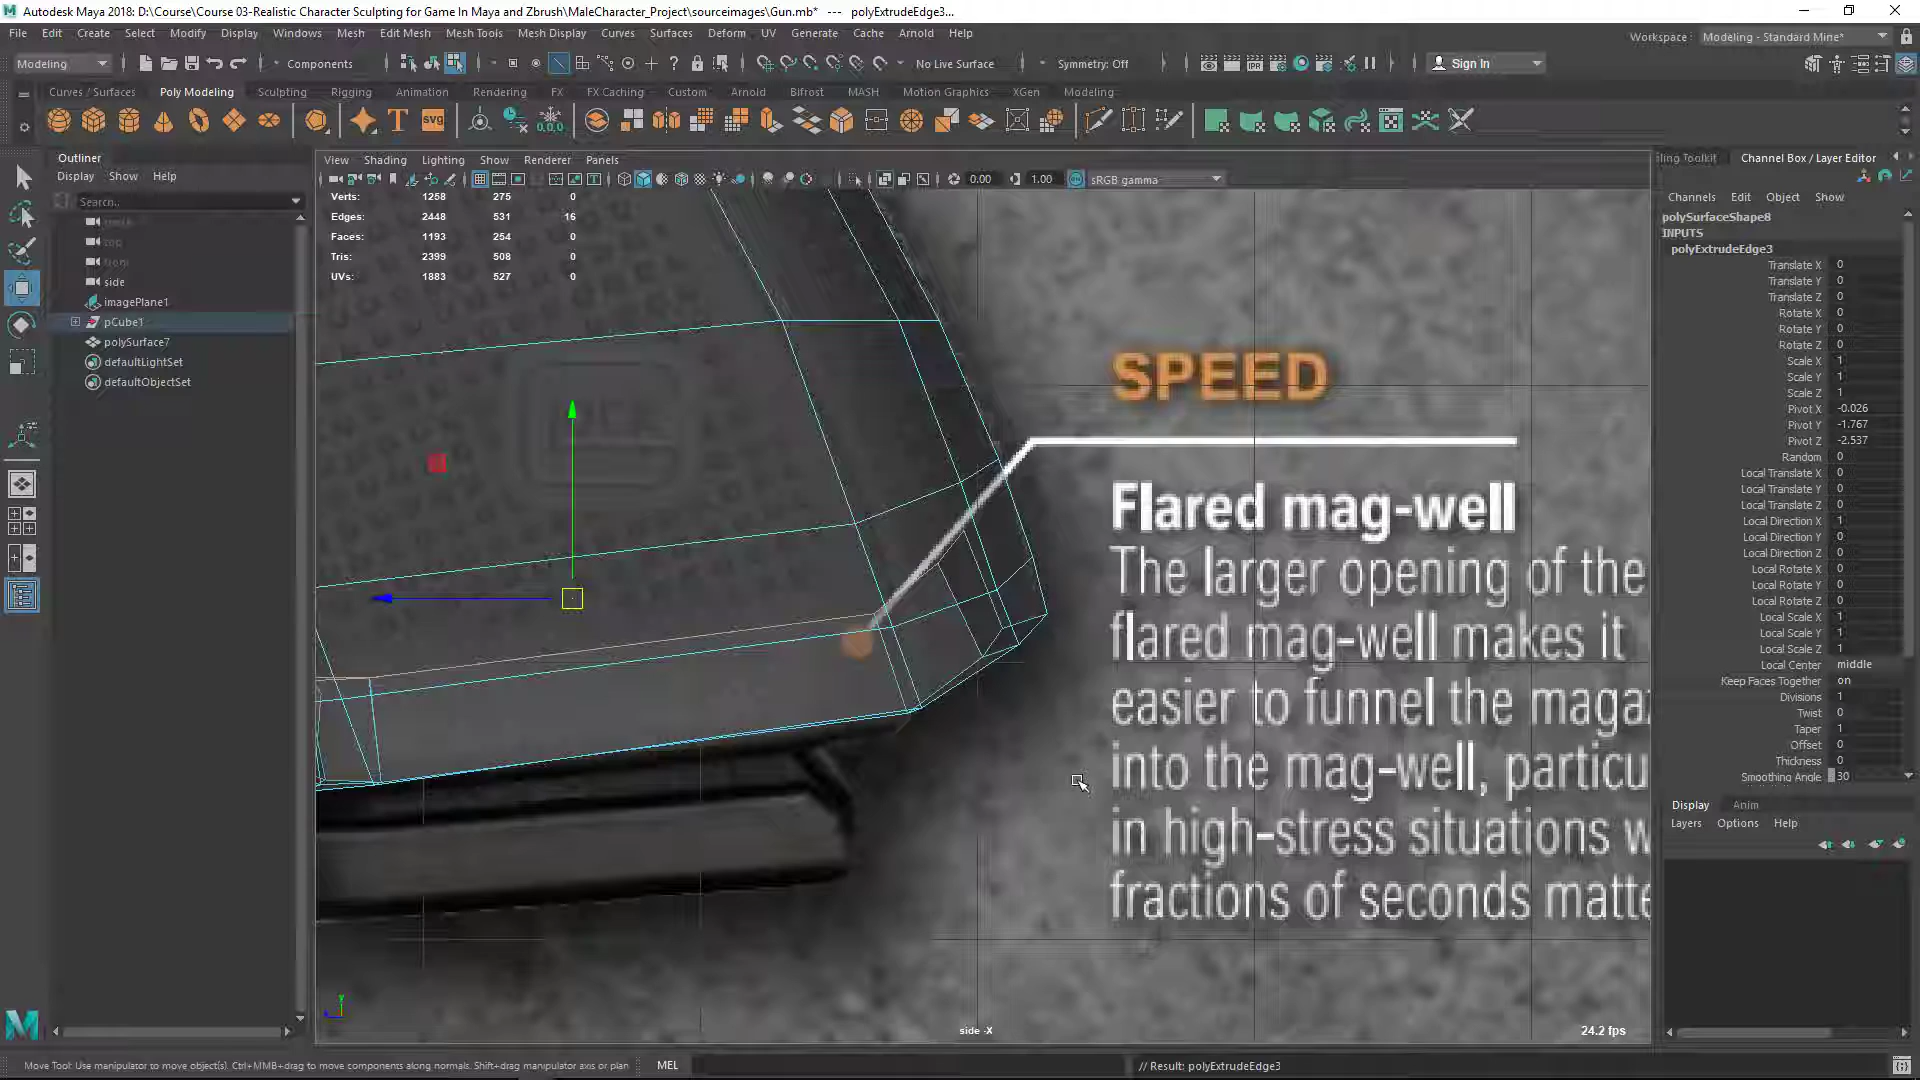 Autodesk Maya 2018: D:\Course\Course 03-Realistic Character Sculpting for Game In Maya and Zbrush\MaleCharacter_Project\sourceimages\Gun.mb* --- polyExtrudeEdge3...
File Edit Create Select Modify Display Windows Mesh Edit Mesh Mesh Tools Mesh Display Curves Surfaces Deform UV Generate Cache Arnold Help
Workspace: Modeling - Standard Mine*
Modeling Components No Live Surface Symmetry: Off Sign In
Curves / Surfaces Poly Modeling Sculpting Rigging Animation Rendering FX FX Caching Custom Arnold Bifrost MASH Motion Graphics XGen Modeling
T svg 0,0,0 IPR
Outliner
Display Show Help
Search..
top
front
side
imagePlane1
pCube1
polySurface7
defaultLightSet
defaultObjectSet
View Shading Lighting Show Renderer Panels
0.00 1.00 sRGB gamma
Verts: 1258 275 0
Edges: 2448 531 16
Faces: 1193 254 0
Tris: 2399 508 0
UVs: 1883 527 0
SPEED
Flared mag-well
The larger opening of the
flared mag-well makes it
easier to funnel the maga
into the mag-well, particu
in high-stress situations w
fractions of seconds matte
y
side -X
24.2 fps
ling Toolkit Channel Box / Layer Editor
Channels Edit Object Show
polySurfaceShape8
INPUTS
polyExtrudeEdge3
Translate X 0
Translate Y 0
Translate Z 0
Rotate X 0
Rotate Y 0
Rotate Z 0
Scale X 1
Scale Y 1
Scale Z 1
Pivot X -0.026
Pivot Y -1.767
Pivot Z -2.537
Random 0
Local Translate X 0
Local Translate Y 0
Local Translate Z 0
Local Direction X 1
Local Direction Y 0
Local Direction Z 0
Local Rotate X 0
Local Rotate Y 0
Local Rotate Z 0
Local Scale X 1
Local Scale Y 1
Local Scale Z 1
Local Center middle
Keep Faces Together on
Divisions 1
Twist 0
Taper 1
Offset 0
Thickness 0
Smoothing Angle 30
Display Anim
Layers Options Help
Move Tool: Use manipulator to move object(s). Ctrl+MMB+drag to move components along normals. Shift+drag manipulator axis or plan
MEL
// Result: polyExtrudeEdge3